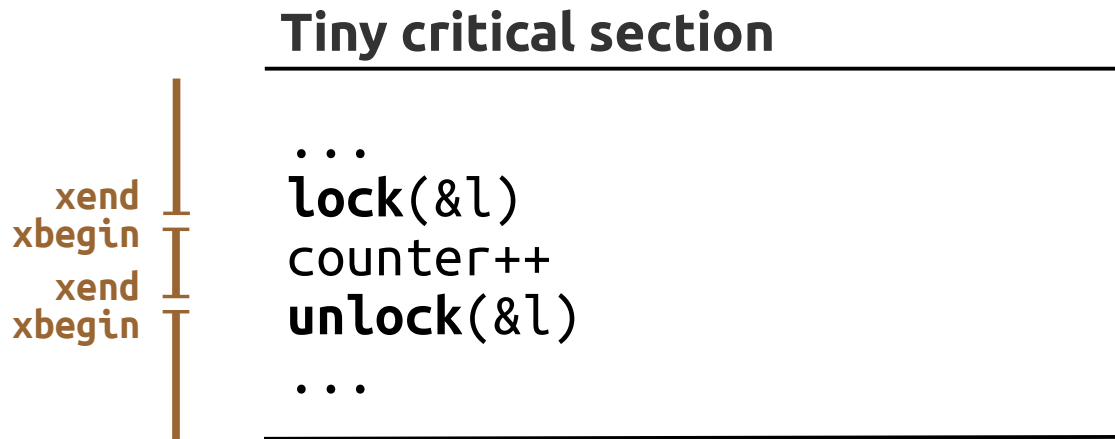 Tiny critical section
...
xend
lock(&l)
xbegin
counter++
xend
unlock(&l)
xbegin
...